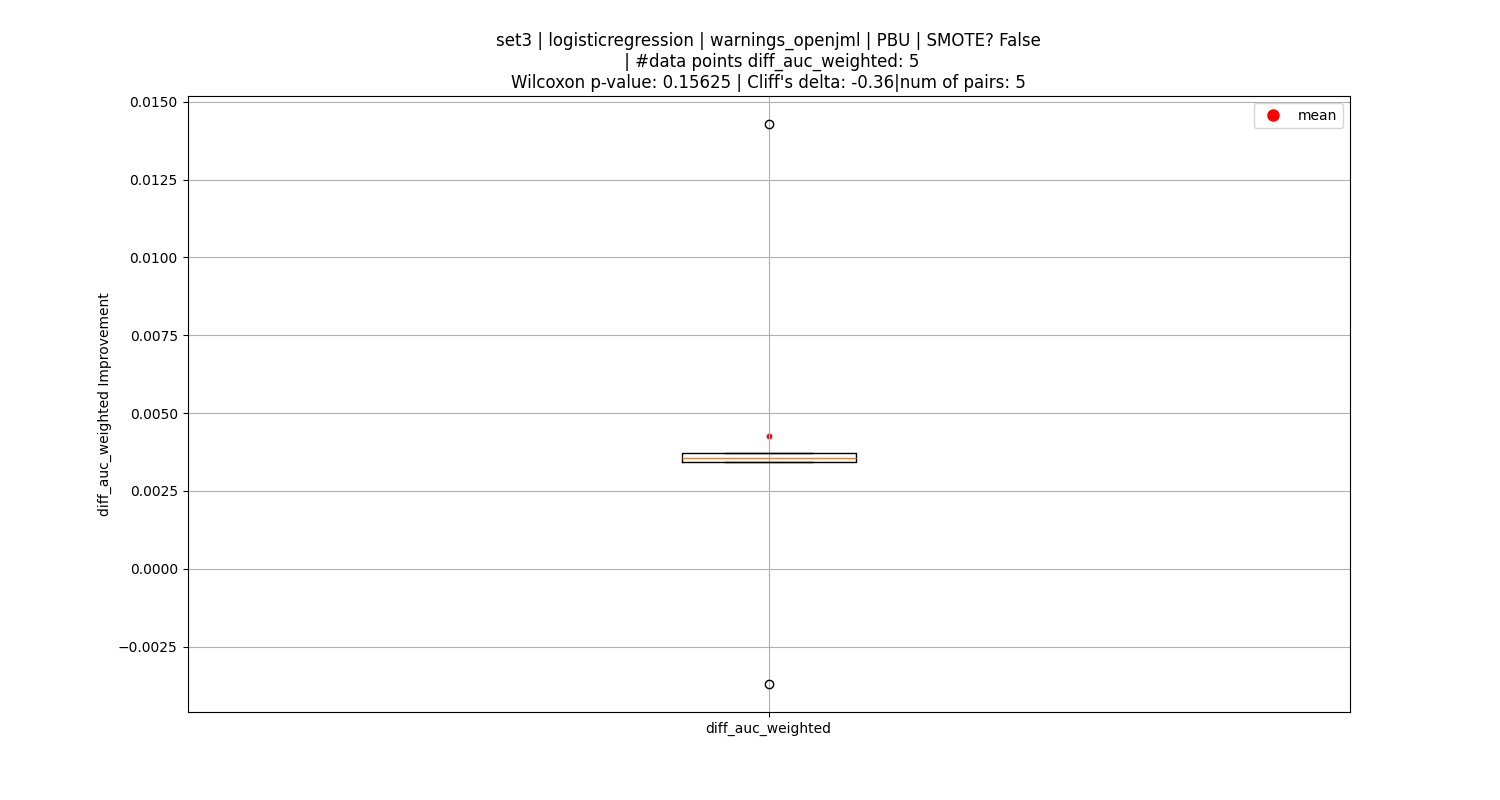 set3 | logisticregression | warnings_openjml | PBU | SMOTE? False
| #data points diff_auc_weighted: 5
Wilcoxon p-value: 0.15625 | Cliff's delta: -0.36|num of pairs: 5
mean
0.0150
0.0125
0.0100
0.0075
0.0050
0.0025
0.0000
−0.0025
diff_auc_weighted Improvement
diff_auc_weighted